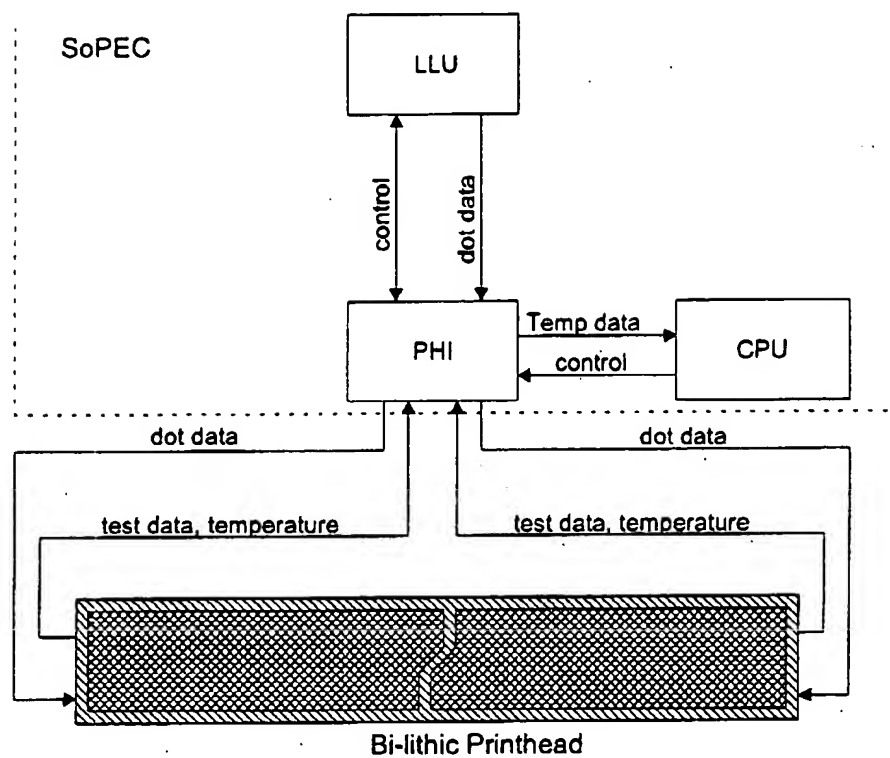 SoPEC
LLU
control
dot data
PHI
Temp data
control
CPU
dot data
dot data
test data, temperature
test data, temperature
Bi-lithic Printhead